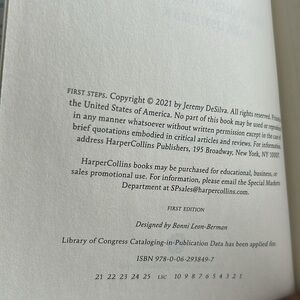 FIRST STEPS. Copyright © 2021 by Jeremy DeSilva. All rights reserved. Printed
the United States of America. No part of this book may be used or reproduced
in any manner whatsoever without written permission except in the case of
brief quotations embodied in critical articles and reviews. For information,
address HarperCollins Publishers, 195 Broadway, New York, NY 10007.
HarperCollins books may be purchased for educational, business, or
sales promotional use. For information, please email the Special Markets
Department at SPsales@harpercollins.com.
FIRST EDITION
Designed by Bonni Leon-Berman
Library of Congress Cataloging-in-Publication Data has been applied for.
ISBN 978-0-06-293849-7
21 22 23 24 25 LSC 10 9 8 7 6 5 4 3 2 1